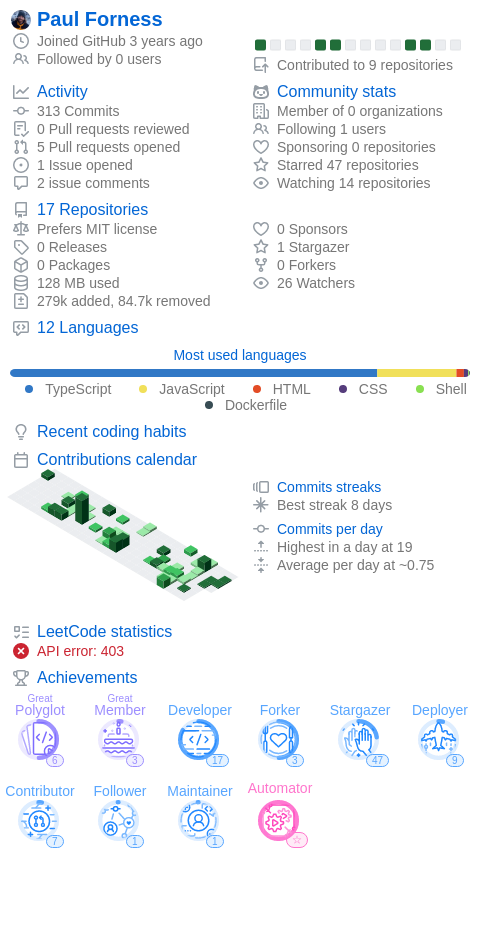 Paul Forness
Joined GitHub 3 years ago
Followed by 0 users
Contributed to 9 repositories
Activity
313 Commits
0 Pull requests reviewed
5 Pull requests opened
1 Issue opened
2 issue comments
Community stats
Member of 0 organizations
Following 1 users
Sponsoring 0 repositories
Starred 47 repositories
Watching 14 repositories
17 Repositories
Prefers MIT license
0 Releases
0 Packages
128 MB used
279k added, 84.7k removed
0 Sponsors
1 Stargazer
0 Forkers
26 Watchers
12 Languages
Most used languages
TypeScript JavaScript HTML CSS Shell
Dockerfile
Recent coding habits
Contributions calendar
Commits streaks
Best streak 8 days
Commits per day
Highest in a day at 19
Average per day at ~0.75
LeetCode statistics
API error: 403
Achievements
Great Great
Polyglot Member Developer Forker Stargazer Deployer
6 3 17 3 47 9
Contributor Follower Maintainer Automator
7 1 1